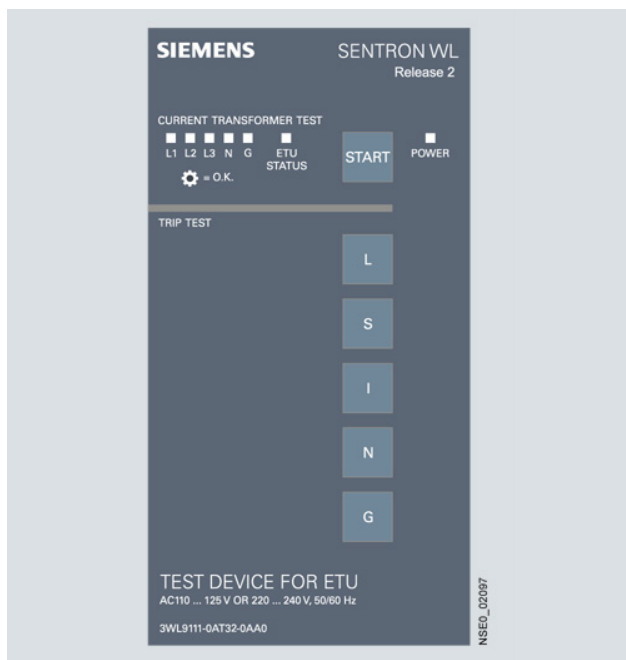 SIEMENS
SENTRON WL
Release 2
CURRENT TRANSFORMER TEST
L1 L2 L3 N G
ETU
STATUS
START
POWER
= O.K.
TRIP TEST
L
S
I
N
G
TEST DEVICE FOR ETU
AC110 ... 125 V OR 220 ... 240 V, 50/60 Hz
3WL9111-0AT32-0AA0
NSE0_02097